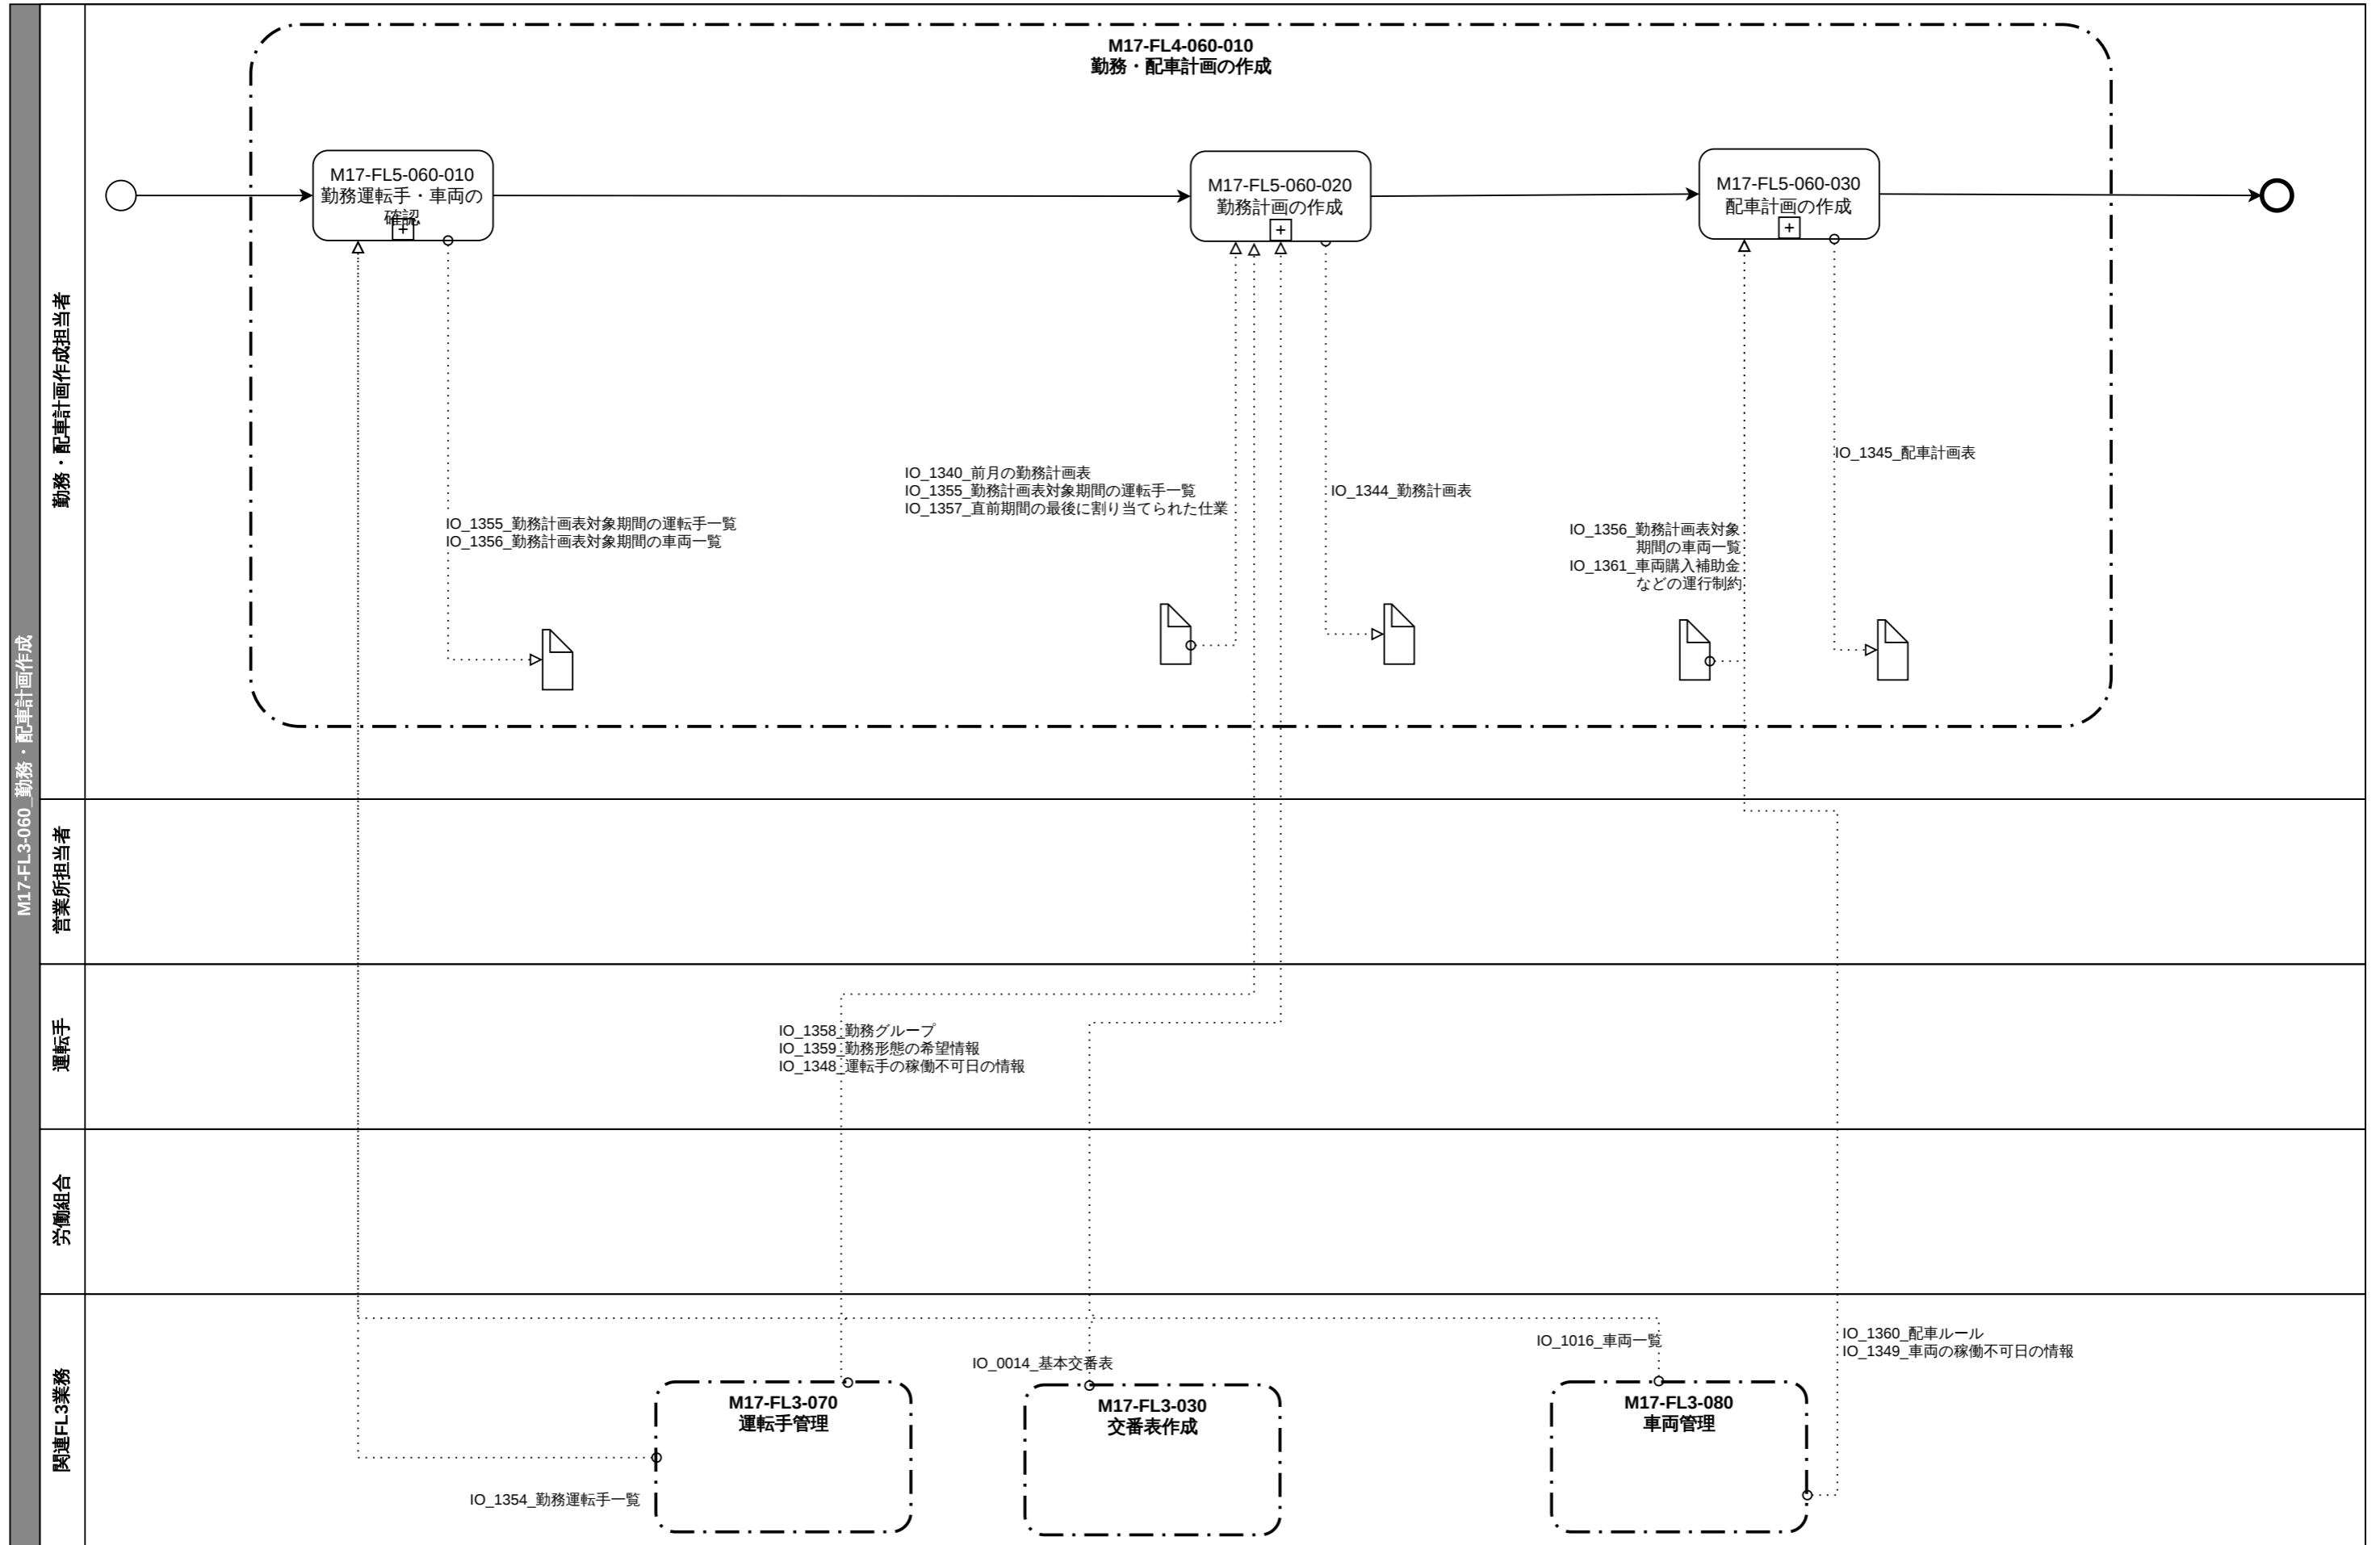 M17-FL3-060_勤務・配車計画作成
勤務・配車計画作成担当者
M17-FL4-060-010
勤務・配車計画の作成
M17-FL5-060-010
勤務運転手・車両の
確認
M17-FL5-060-020
勤務計画の作成
M17-FL5-060-030
配車計画の作成
IO_1355_勤務計画表対象期間の運転手一覧
IO_1356_勤務計画表対象期間の車両一覧
IO_1340_前月の勤務計画表
IO_1355_勤務計画表対象期間の運転手一覧
IO_1357_直前期間の最後に割り当てられた仕業
IO_1344_勤務計画表
IO_1356_勤務計画表対象
期間の車両一覧
IO_1361_車両購入補助金
などの運行制約
IO_1345_配車計画表
営業所担当者
運転手
IO_1358_勤務グループ
IO_1359_勤務形態の希望情報
IO_1348_運転手の稼働不可日の情報
労働組合
関連FL3業務
IO_1354_勤務運転手一覧
M17-FL3-070
運転手管理
IO_0014_基本交番表
M17-FL3-030
交番表作成
IO_1016_車両一覧
M17-FL3-080
車両管理
IO_1360_配車ルール
IO_1349_車両の稼働不可日の情報